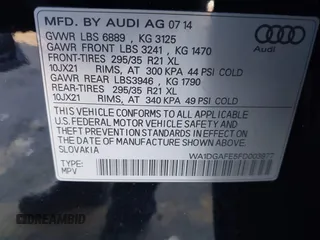 MFD. BY AUDI AG 07 14
GVWR LBS 6889 , KG 3125
GAWR FRONT LBS 3241 , KG 1470
FRONT-TIRES 295/35 R21 XL
10JX21 RIMS, AT 300 KPA 44 PSI COLD
GAWR REAR LBS3946 , KG 1790
REAR-TIRES 295/35 R21 XL
10JX21 RIMS, AT 340 KPA 49 PSI COLD
THIS VEHICLE CONFORMS TO ALL APPLICABLE
FEDERAL MOTOR VEHICLE SAFETY AND THEFT-
PREVENTION STANDARDS IN EFFECT ON THE DATE
OF MANUFACTURE SHOWN ABOVE.
SLOVAKIA
TYPE:
MPV
Audi
DREAMBID